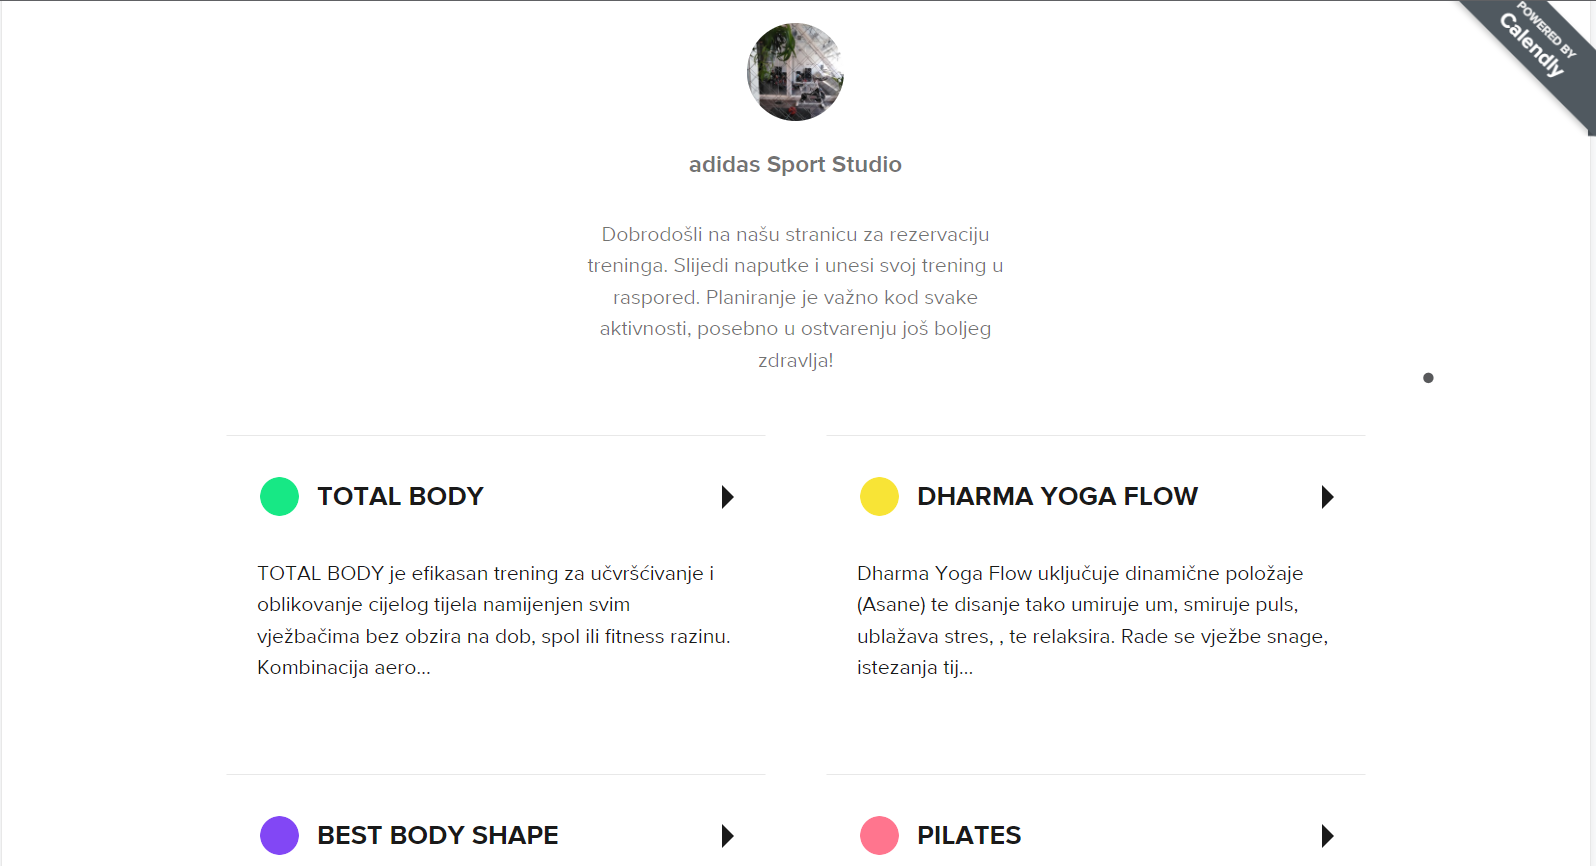 POWERED BY
Calendly
adidas Sport Studio
Dobrodošli na našu stranicu za rezervaciju
treninga. Slijedi naputke i unesi svoj trening u
raspored. Planiranje je važno kod svake
aktivnosti, posebno u ostvarenju još boljeg
zdravlja!
TOTAL BODY
TOTAL BODY je efikasan trening za učvršćivanje i
oblikovanje cijelog tijela namijenjen svim
vježbačima bez obzira na dob, spol ili fitness razinu.
Kombinacija aero...
DHARMA YOGA FLOW
Dharma Yoga Flow uključuje dinamične položaje
(Asane) te disanje tako umiruje um, smiruje puls,
ublažava stres, , te relaksira. Rade se vježbe snage,
istezanja tij...
BEST BODY SHAPE
PILATES